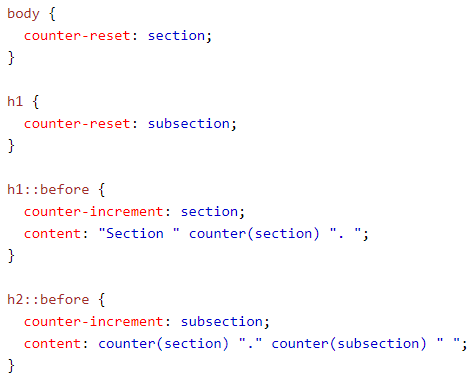 body {
  counter-reset: section;
}

h1 {
  counter-reset: subsection;
}

h1::before {
  counter-increment: section;
  content: "Section " counter(section) ". ";
}

h2::before {
  counter-increment: subsection;
  content: counter(section) "." counter(subsection) " ";
}